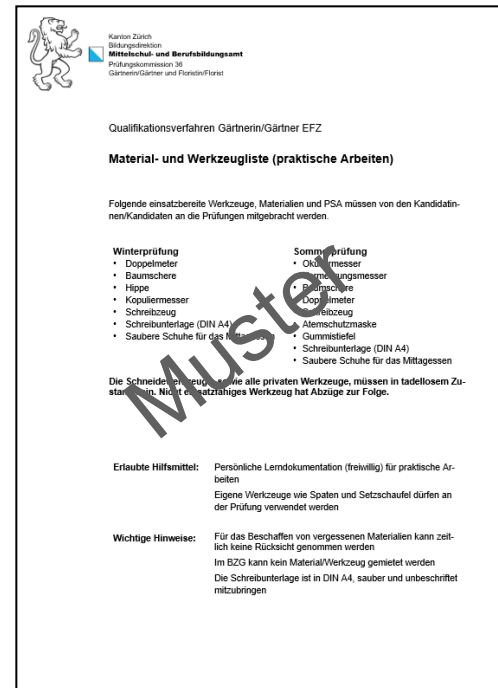 Kanton Zürich
Bildungsdirektion
Mittelschul- und Berufsbildungsamt
Prüfungskommission 36
Gärtnerin/Gärtner und Floristin/Florist
Qualifikationsverfahren Gärtnerin/Gärtner EFZ
Material- und Werkzeugliste (praktische Arbeiten)
Folgende einsatzbereite Werkzeuge, Materialien und PSA müssen von den Kandidatin-
nen/Kandidaten an die Prüfungen mitgebracht werden.
Winterprüfung
• Doppelmeter
• Baumschere
• Hippe
• Kopuliermesser
• Schreibzeug
• Schreibunterlage (DIN A4)
• Saubere Schuhe für das Mittagessen
Sommerprüfung
• Okuliermesser
• Vermehrungsmesser
• Baumschere
• Doppelmeter
• Schreibzeug
• Atemschutzmaske
• Gummistiefel
• Schreibunterlage (DIN A4)
• Saubere Schuhe für das Mittagessen
Muster
Die Schneidewerkzeuge sowie alle privaten Werkzeuge, müssen in tadellosem Zu-
stand sein. Nicht einsatzfähiges Werkzeug hat Abzüge zur Folge.
Erlaubte Hilfsmittel: Persönliche Lerndokumentation (freiwillig) für praktische Ar-
beiten
Eigene Werkzeuge wie Spaten und Setzschaufel dürfen an
der Prüfung verwendet werden
Wichtige Hinweise: Für das Beschaffen von vergessenen Materialien kann zeit-
lich keine Rücksicht genommen werden
Im BZG kann kein Material/Werkzeug gemietet werden
Die Schreibunterlage ist in DIN A4, sauber und unbeschriftet
mitzubringen